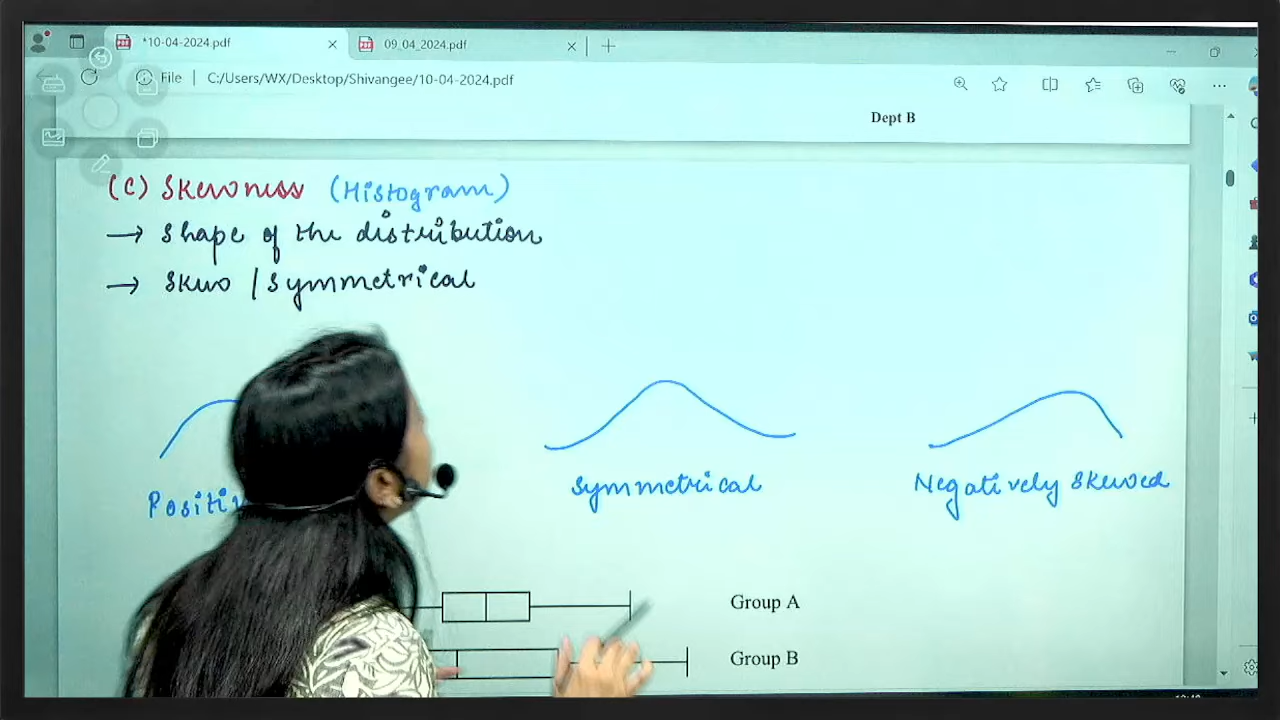 *10-04-2024.pdf
09_04_2024.pdf
File
C:/Users/WX/Desktop/Shivangee/10-04-2024.pdf
Dept B
(C) Skewness (Histogram)
→ Shape of the distribution
→ Skew / Symmetrical
Symmetrical
Negatively Skewed
Group A
Group B